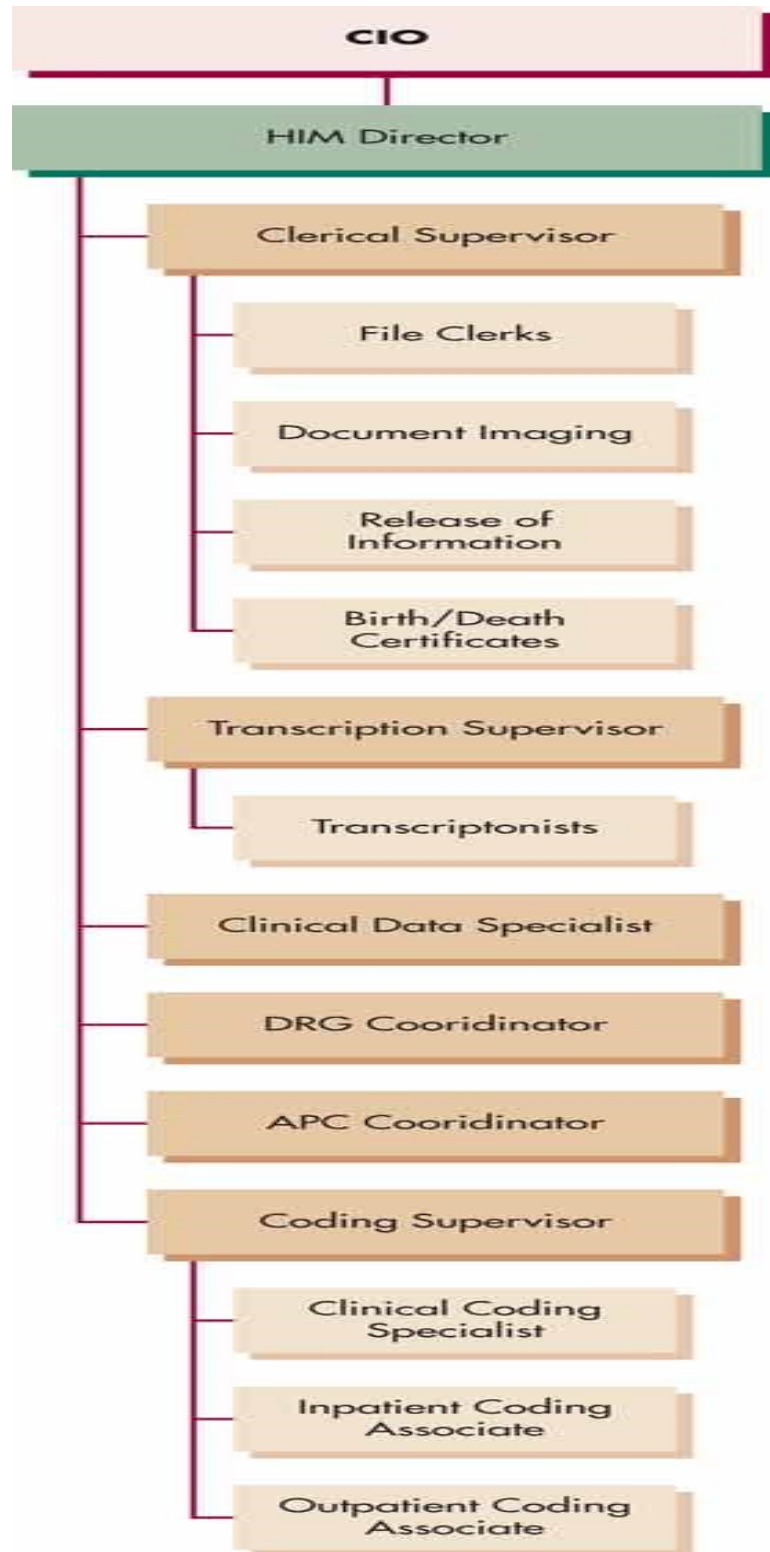 CIO
HIM Director
Clerical Supervisor
File Clerks
Document Imaging
Release of
Information
Birth/Death
Certificates
Transcription Supervisor
Transcriptonists
Clinical Data Specialist
DRG Cooridinator
APC Cooridinator
Coding Supervisor
Clinical Coding
Specialist
Inpatient Coding
Associate
Outpatient Coding
Associate